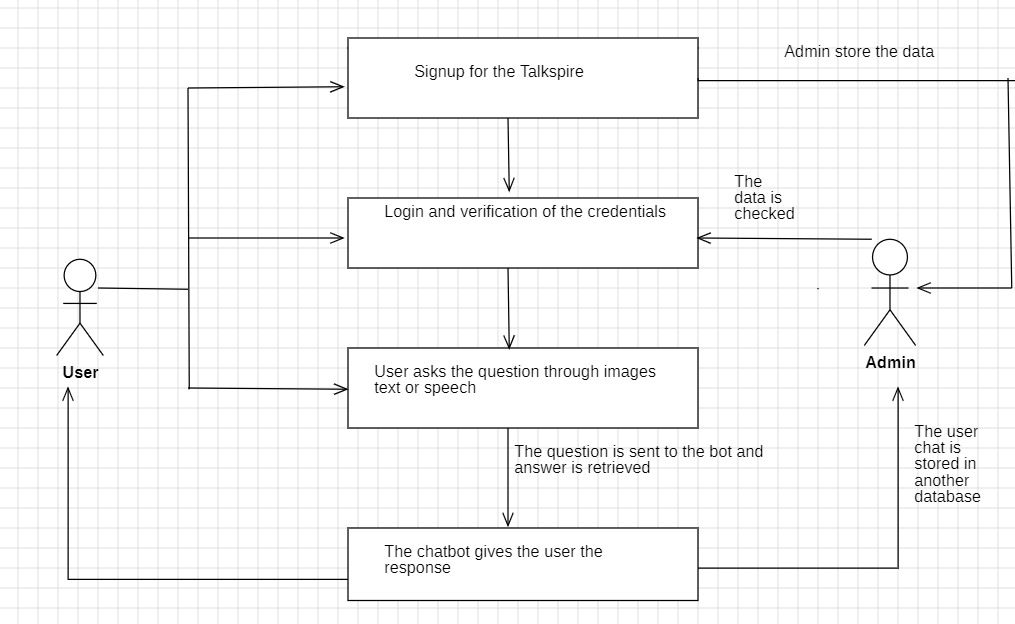 Admin store the data
Signup for the Talkspire
The
data is
checked
Login and verification of the credentials
User
Admin
User asks the question through images
text or speech
The question is sent to the bot and
answer is retrieved
The user
chat is
stored in
another
database
The chatbot gives the user the
response